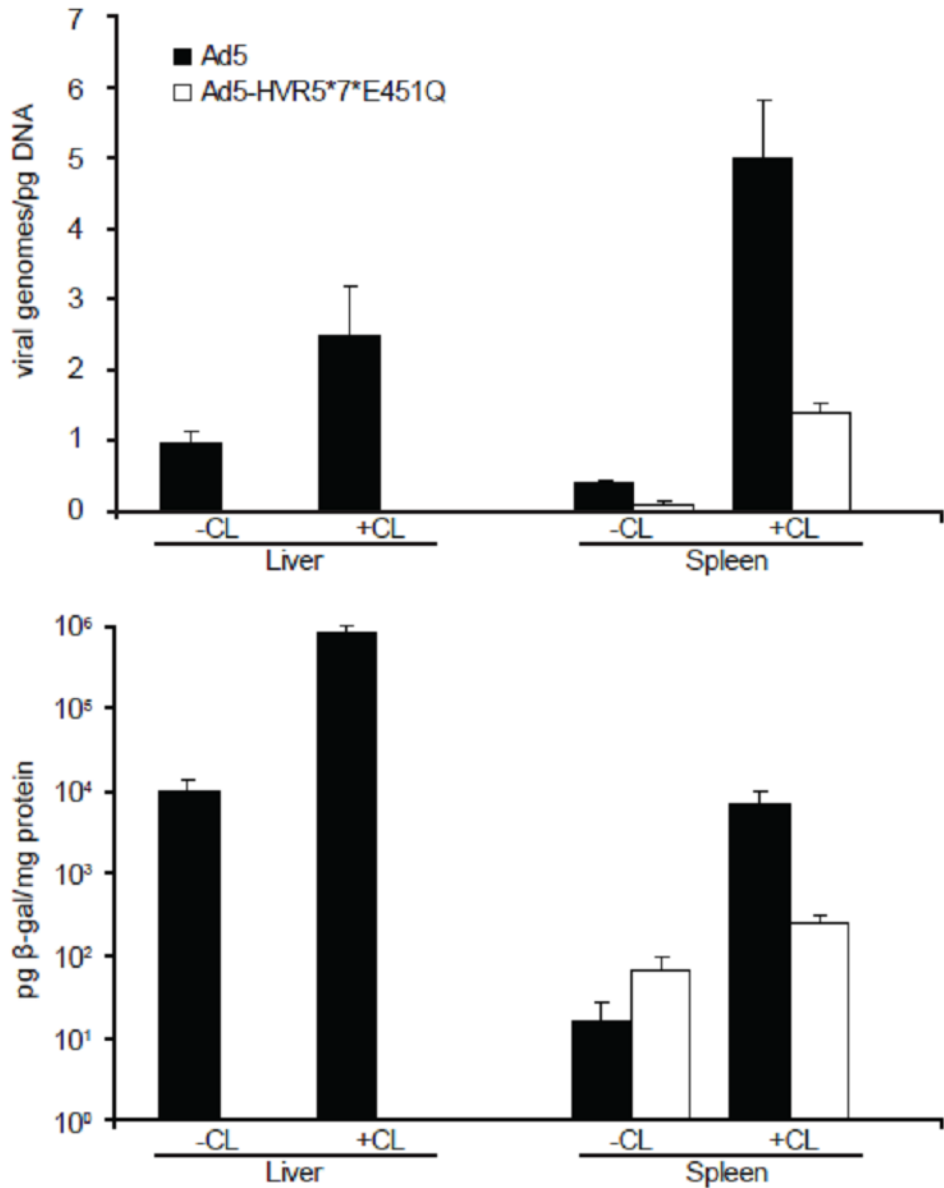 viral genomes/pg DNA
7
6
5
4
3
2
1
0
Ad5
Ad5-HVR5*7*E451Q
-CL +CL -CL +CL
Liver Spleen
pg β-gal/mg protein
10⁶
10⁵
10⁴
10³
10²
10¹
10⁰
-CL +CL -CL +CL
Liver Spleen